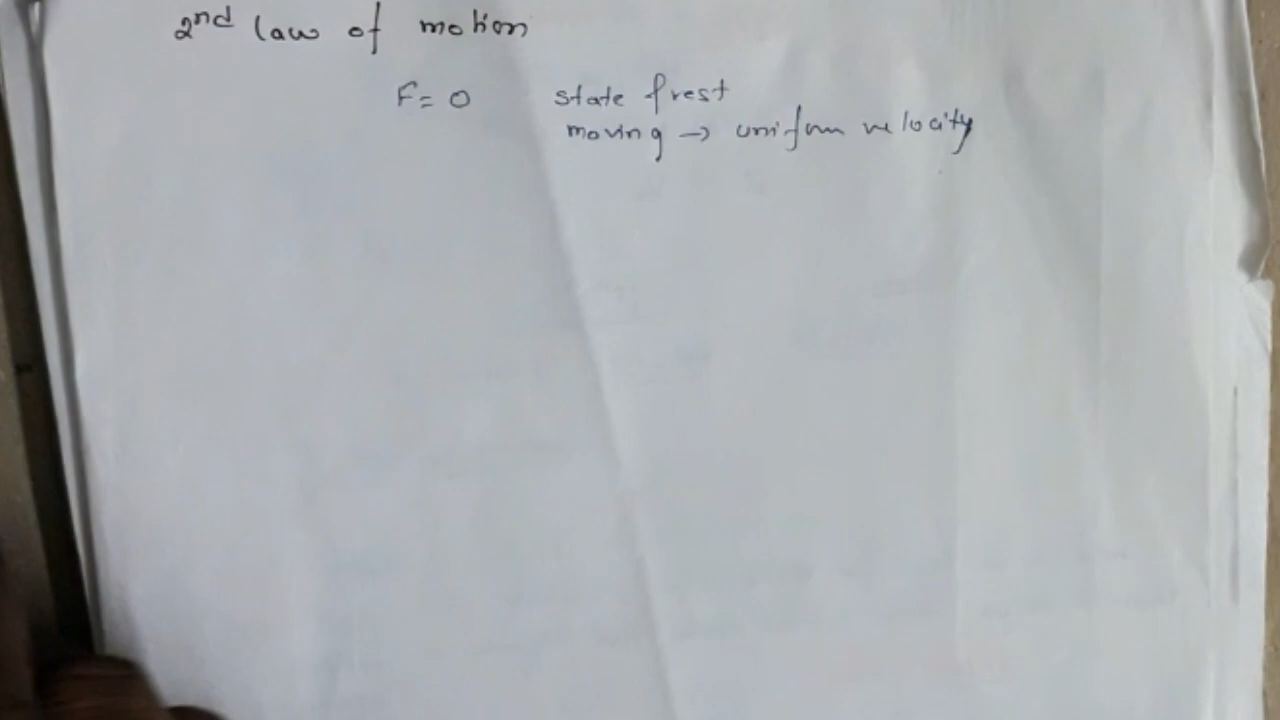 2nd law of motion
F = 0 state of rest
moving → uniform velocity